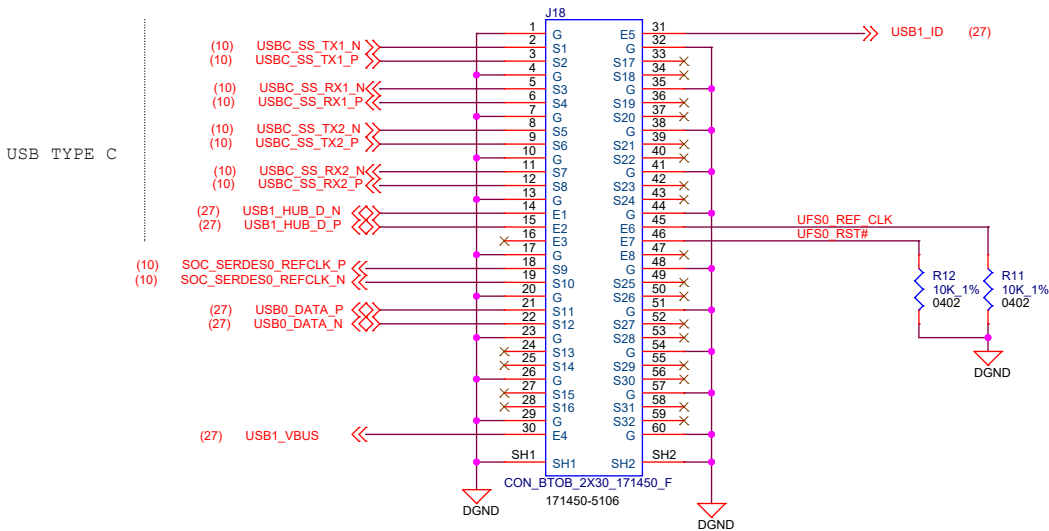 J18
1 G E5 31 USB1_ID (27)
(10) USBC_SS_TX1_N 2 S1 G 32
(10) USBC_SS_TX1_P 3 S2 S17 33
4 G S18 34
(10) USBC_SS_RX1_N 5 S3 G 35
(10) USBC_SS_RX1_P 6 S4 S19 36
7 G S20 37
(10) USBC_SS_TX2_N 8 S5 G 38
(10) USBC_SS_TX2_P 9 S6 S21 39
USB TYPE C
10 G S22 40
(10) USBC_SS_RX2_N 11 S7 G 41
(10) USBC_SS_RX2_P 12 S8 S23 42
13 G S24 43
(27) USB1_HUB_D_N 14 E1 G 44
(27) USB1_HUB_D_P 15 E2 E6 45 UFS0_REF_CLK
16 E3 E7 46 UFS0_RST#
17 G E8 47
(10) SOC_SERDES0_REFCLK_P 18 S9 G 48
(10) SOC_SERDES0_REFCLK_N 19 S10 S25 49
20 G S26 50
(27) USB0_DATA_P 21 S11 G 51
(27) USB0_DATA_N 22 S12 S27 52
23 G S28 53
24 S13 G 54
25 S14 S29 55
26 G S30 56
27 S15 G 57
28 S16 S31 58
29 G S32 59
(27) USB1_VBUS 30 E4 G 60
SH1 SH1 SH2 SH2
R12 R11
10K_1% 10K_1%
0402 0402
DGND
CON_BTOB_2X30_171450_F
171450-5106
DGND
DGND